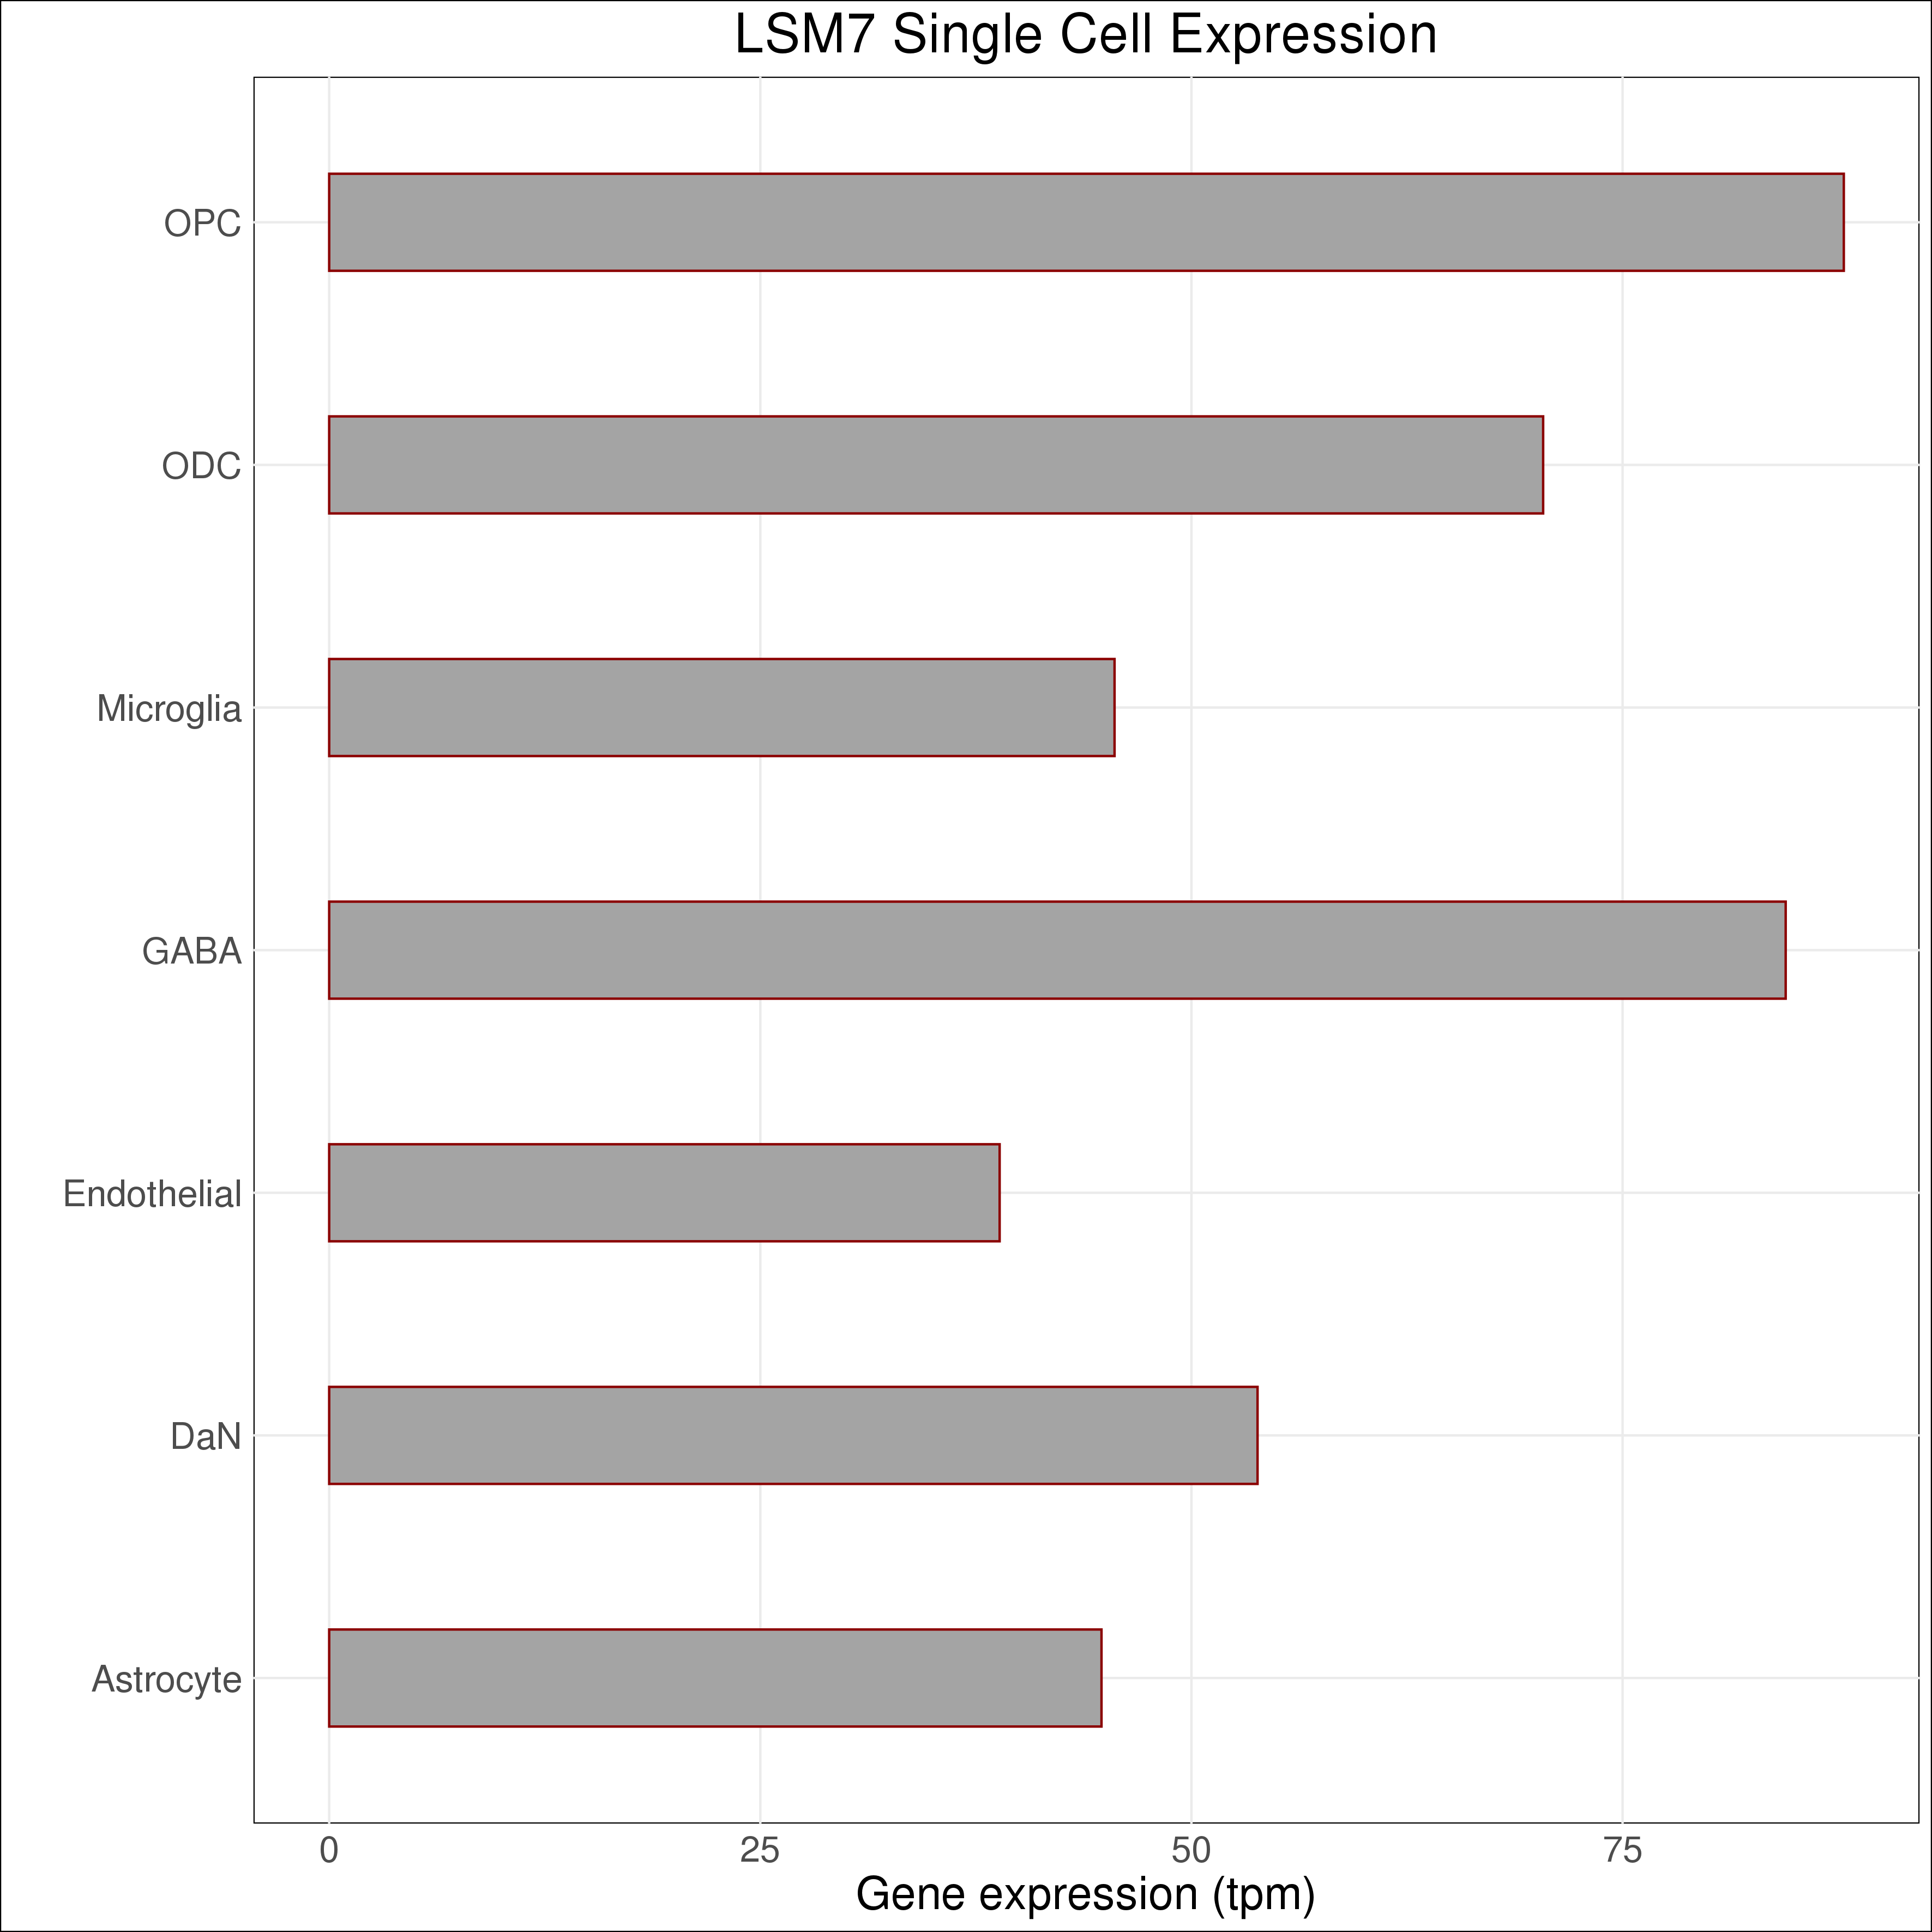 LSM7 Single Cell Expression
OPC
ODC
Microglia
GABA
Endothelial
DaN
Astrocyte
0 25 50 75
Gene expression (tpm)